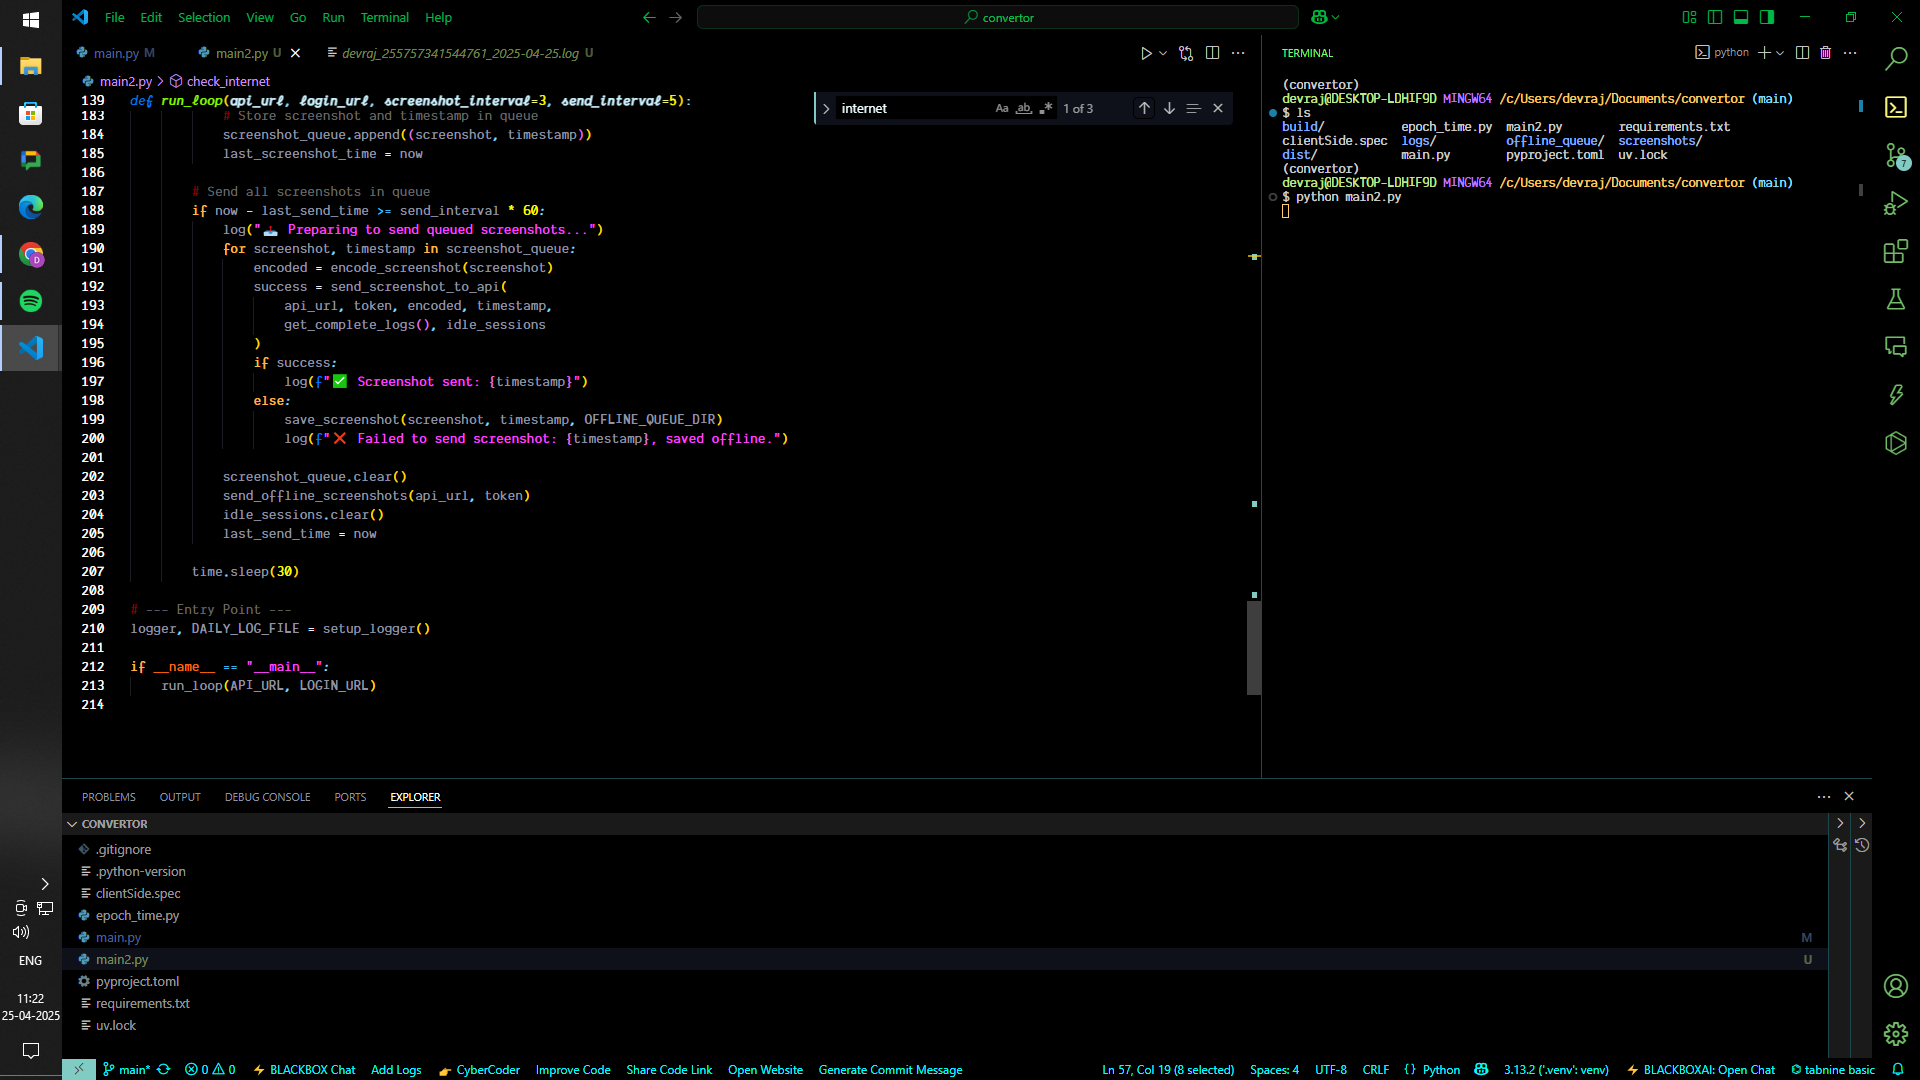 File Edit Selection View Go Run Terminal Help
convertor
main.py M
main2.py U
devraj_255757341544761_2025-04-25.log U
main2.py > check_internet
139 def run_loop(api_url, login_url, screenshot_interval=3, send_interval=5):
183 # Store screenshot and timestamp in queue
184 screenshot_queue.append((screenshot, timestamp))
185 last_screenshot_time = now
186
187 # Send all screenshots in queue
188 if now - last_send_time >= send_interval * 60:
189 log("📤 Preparing to send queued screenshots...")
190 for screenshot, timestamp in screenshot_queue:
191 encoded = encode_screenshot(screenshot)
192 success = send_screenshot_to_api(
193 api_url, token, encoded, timestamp,
194 get_complete_logs(), idle_sessions
195 )
196 if success:
197 log(f"✅ Screenshot sent: {timestamp}")
198 else:
199 save_screenshot(screenshot, timestamp, OFFLINE_QUEUE_DIR)
200 log(f"❌ Failed to send screenshot: {timestamp}, saved offline.")
201
202 screenshot_queue.clear()
203 send_offline_screenshots(api_url, token)
204 idle_sessions.clear()
205 last_send_time = now
206
207 time.sleep(30)
208
209 # --- Entry Point ---
210 logger, DAILY_LOG_FILE = setup_logger()
211
212 if __name__ == "__main__":
213 run_loop(API_URL, LOGIN_URL)
214
internet Aa ab .* 1 of 3
TERMINAL
python
(convertor)
devraj@DESKTOP-LDHIF9D MINGW64 /c/Users/devraj/Documents/convertor (main)
$ ls
build/ epoch_time.py main2.py requirements.txt
clientSide.spec logs/ offline_queue/ screenshots/
dist/ main.py pyproject.toml uv.lock
(convertor)
devraj@DESKTOP-LDHIF9D MINGW64 /c/Users/devraj/Documents/convertor (main)
$ python main2.py
7
D
PROBLEMS OUTPUT DEBUG CONSOLE PORTS EXPLORER
CONVERTOR
.gitignore
.python-version
clientSide.spec
epoch_time.py
main.py M
main2.py U
pyproject.toml
requirements.txt
uv.lock
ENG
11:22
25-04-2025
main* 0 0 BLACKBOX Chat Add Logs CyberCoder Improve Code Share Code Link Open Website Generate Commit Message
Ln 57, Col 19 (8 selected) Spaces: 4 UTF-8 CRLF {} Python 3.13.2 ('.venv': venv) BLACKBOXAI: Open Chat tabnine basic